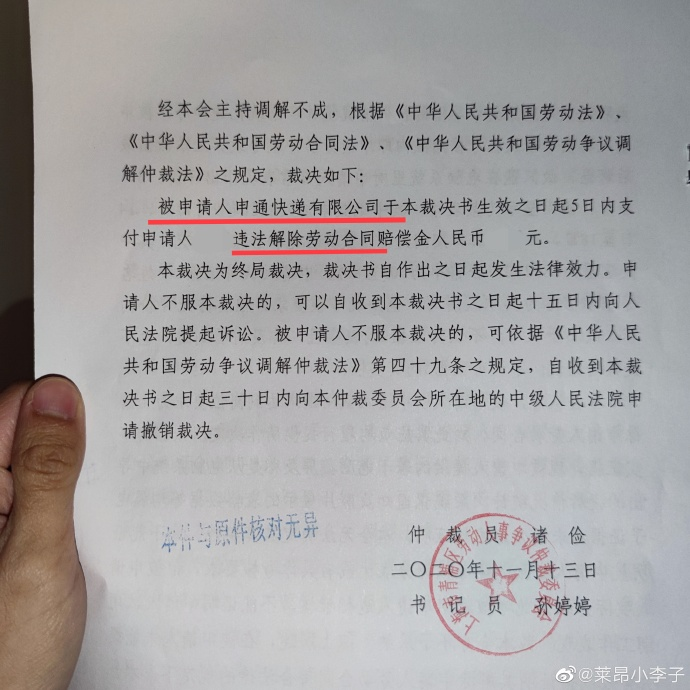 经本会主持调解不成，根据《中华人民共和国劳动法》、
《中华人民共和国劳动合同法》、《中华人民共和国劳动争议调
解仲裁法》之规定，裁决如下：
被申请人申通快递有限公司于本裁决书生效之日起5日内支
付申请人 违法解除劳动合同赔偿金人民币 元。
本裁决为终局裁决，裁决书自作出之日起发生法律效力。申
请人不服本裁决的，可以自收到本裁决书之日起十五日内向人
民法院提起诉讼。被申请人不服本裁决的，可依据《中华人民
共和国劳动争议调解仲裁法》第四十九条之规定，自收到本裁
决书之日起三十日内向本仲裁委员会所在地的中级人民法院申
请撤销裁决。
仲裁员 诸俭
本件与原件核对无异
二〇二〇年十一月十三日
书记员 孙婷婷
上海市青浦区劳动人事争议仲裁委员会
@莱昂小李子